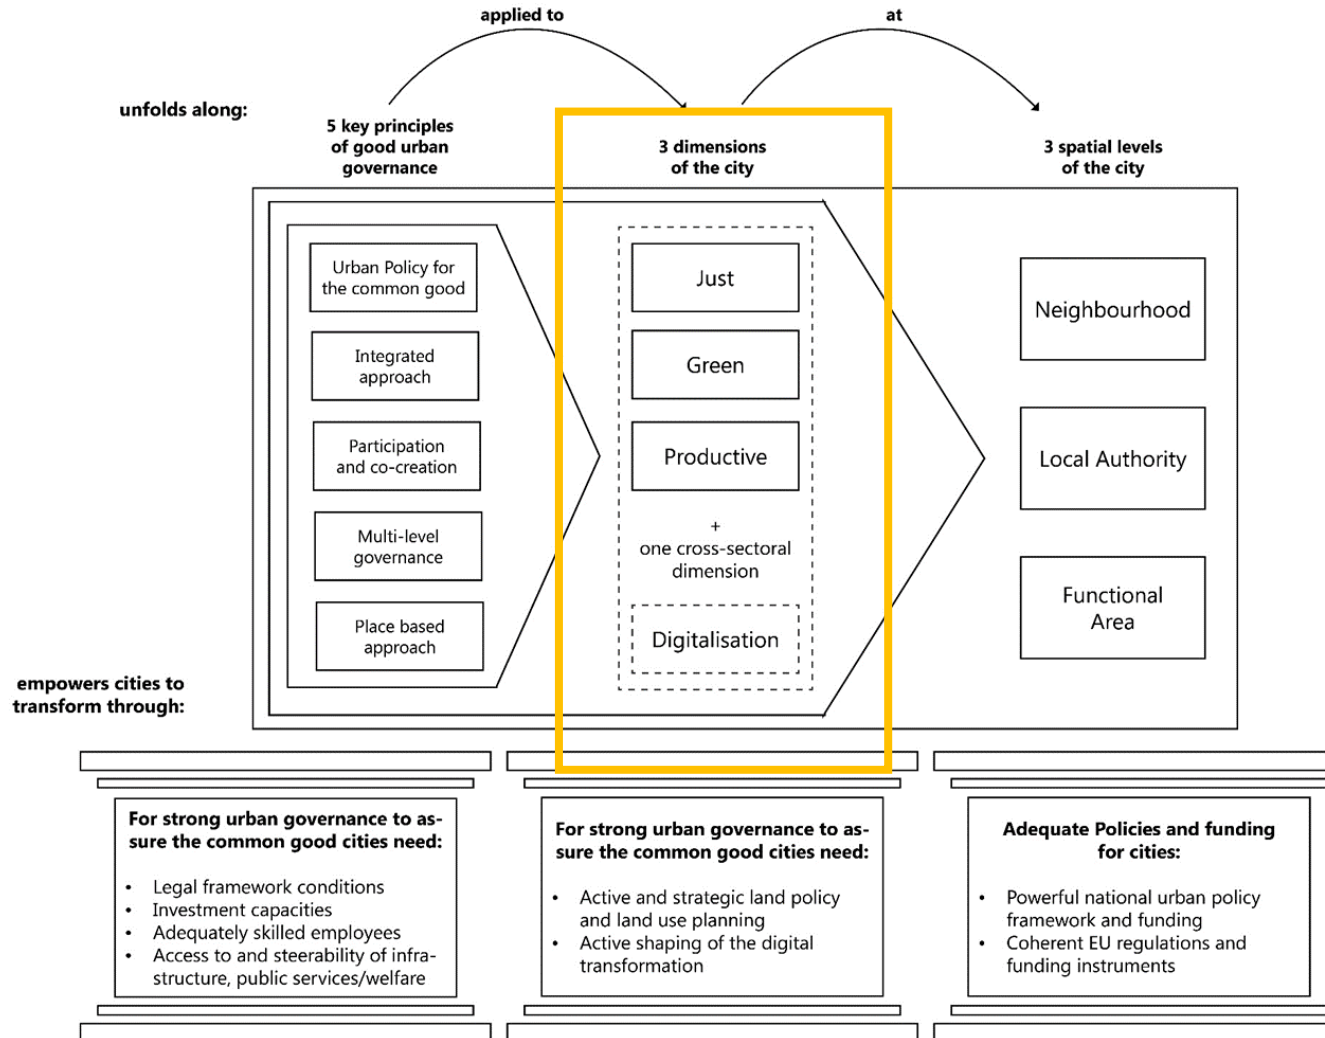 applied to
at
unfolds along:
5 key principles
of good urban
governance
3 dimensions
of the city
3 spatial levels
of the city
Urban Policy for
the common good
Integrated
approach
Participation
and co-creation
Multi-level
governance
Place based
approach
Just
Green
Productive
+
one cross-sectoral
dimension
Digitalisation
Neighbourhood
Local Authority
Functional
Area
empowers cities to
transform through:
For strong urban governance to as-
sure the common good cities need:
• Legal framework conditions
• Investment capacities
• Adequately skilled employees
• Access to and steerability of infra-
structure, public services/welfare
For strong urban governance to as-
sure the common good cities need:
• Active and strategic land policy
and land use planning
• Active shaping of the digital
transformation
Adequate Policies and funding
for cities:
• Powerful national urban policy
framework and funding
• Coherent EU regulations and
funding instruments